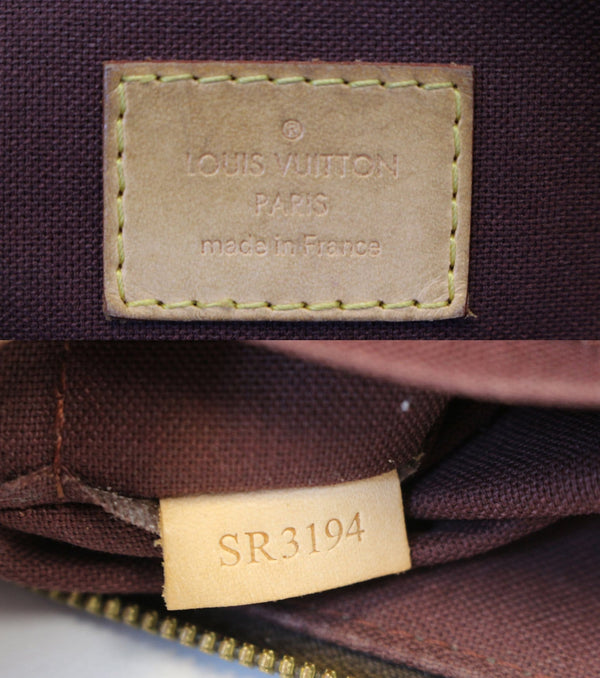 ®
LOUIS VUITTON
PARIS
made in France
SR3194